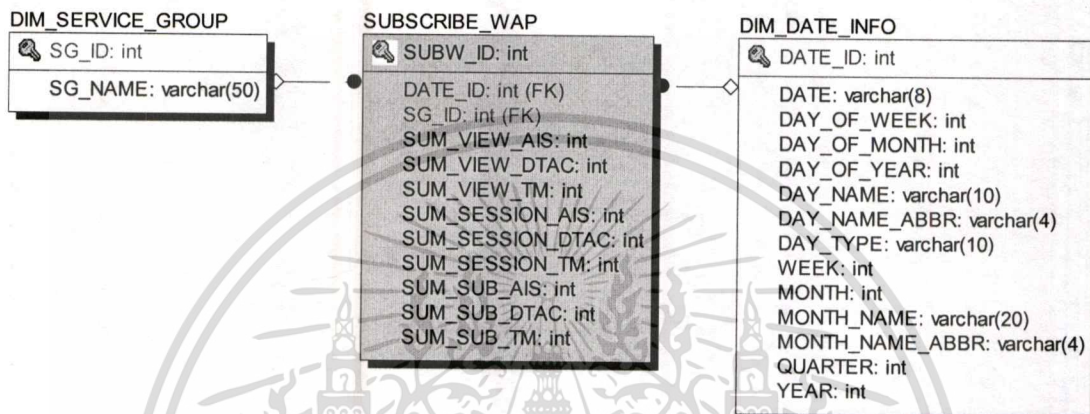 DIM_SERVICE_GROUP
SG_ID: int
SG_NAME: varchar(50)
SUBSCRIBE_WAP
SUBW_ID: int
DATE_ID: int (FK)
SG_ID: int (FK)
SUM_VIEW_AIS: int
SUM_VIEW_DTAC: int
SUM_VIEW_TM: int
SUM_SESSION_AIS: int
SUM_SESSION_DTAC: int
SUM_SESSION_TM: int
SUM_SUB_AIS: int
SUM_SUB_DTAC: int
SUM_SUB_TM: int
DIM_DATE_INFO
DATE_ID: int
DATE: varchar(8)
DAY_OF_WEEK: int
DAY_OF_MONTH: int
DAY_OF_YEAR: int
DAY_NAME: varchar(10)
DAY_NAME_ABBR: varchar(4)
DAY_TYPE: varchar(10)
WEEK: int
MONTH: int
MONTH_NAME: varchar(20)
MONTH_NAME_ABBR: varchar(4)
QUARTER: int
YEAR: int